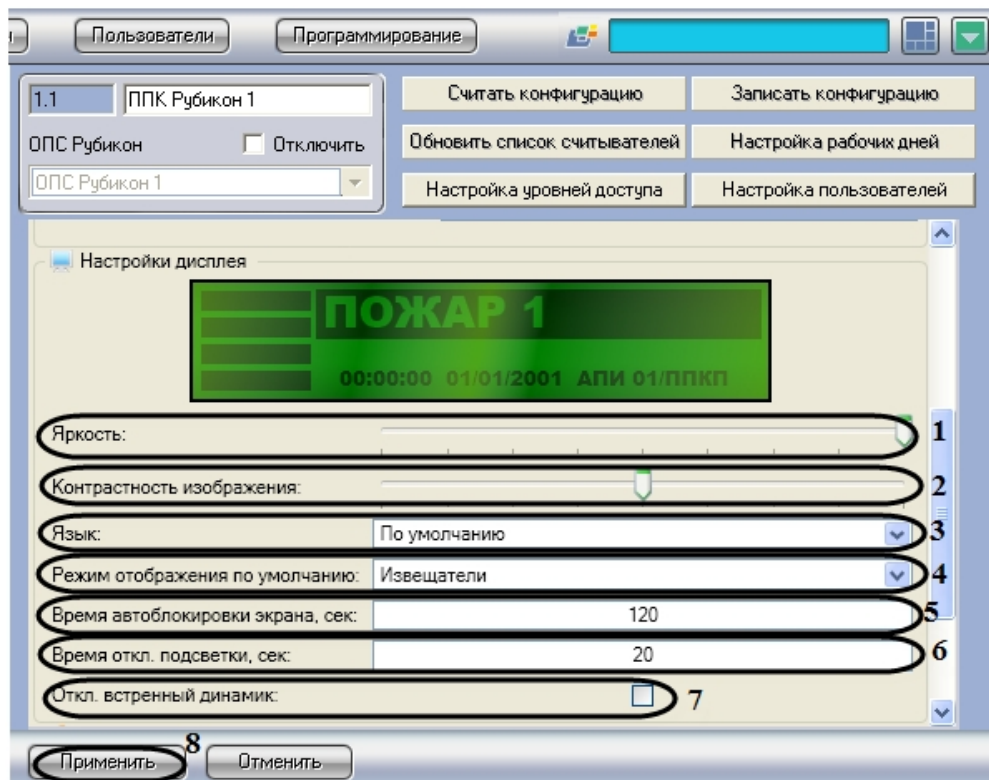 Пользователи
Программирование
1.1
ППК Рубикон 1
ОПС Рубикон
Отключить
ОПС Рубикон 1
Считать конфигурацию
Записать конфигурацию
Обновить список считывателей
Настройка рабочих дней
Настройка уровней доступа
Настройка пользователей
Настройки дисплея
ПОЖАР 1
00:00:00 01/01/2001 АПИ 01/ППКП
Яркость: 1
Контрастность изображения: 2
Язык: По умолчанию 3
Режим отображения по умолчанию: Извещатели 4
Время автоблокировки экрана, сек: 120 5
Время откл. подсветки, сек: 20 6
Откл. встренный динамик: 7
Применить 8
Отменить